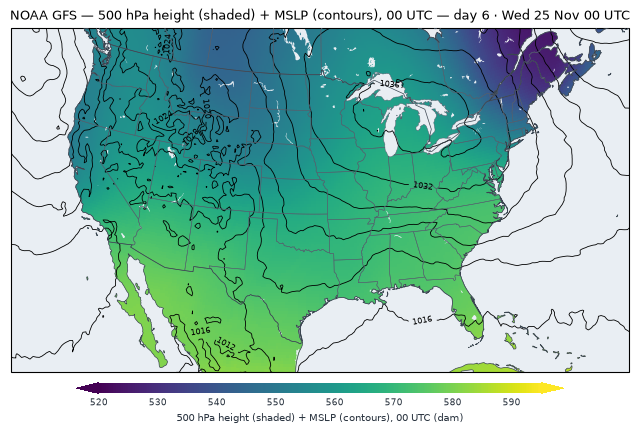 NOAA GFS — 500 hPa height (shaded) + MSLP (contours), 00 UTC — day 6 · Wed 25 Nov 00 UTC
1036
1032
1016
1016
1012
520 530 540 550 560 570 580 590
500 hPa height (shaded) + MSLP (contours), 00 UTC (dam)